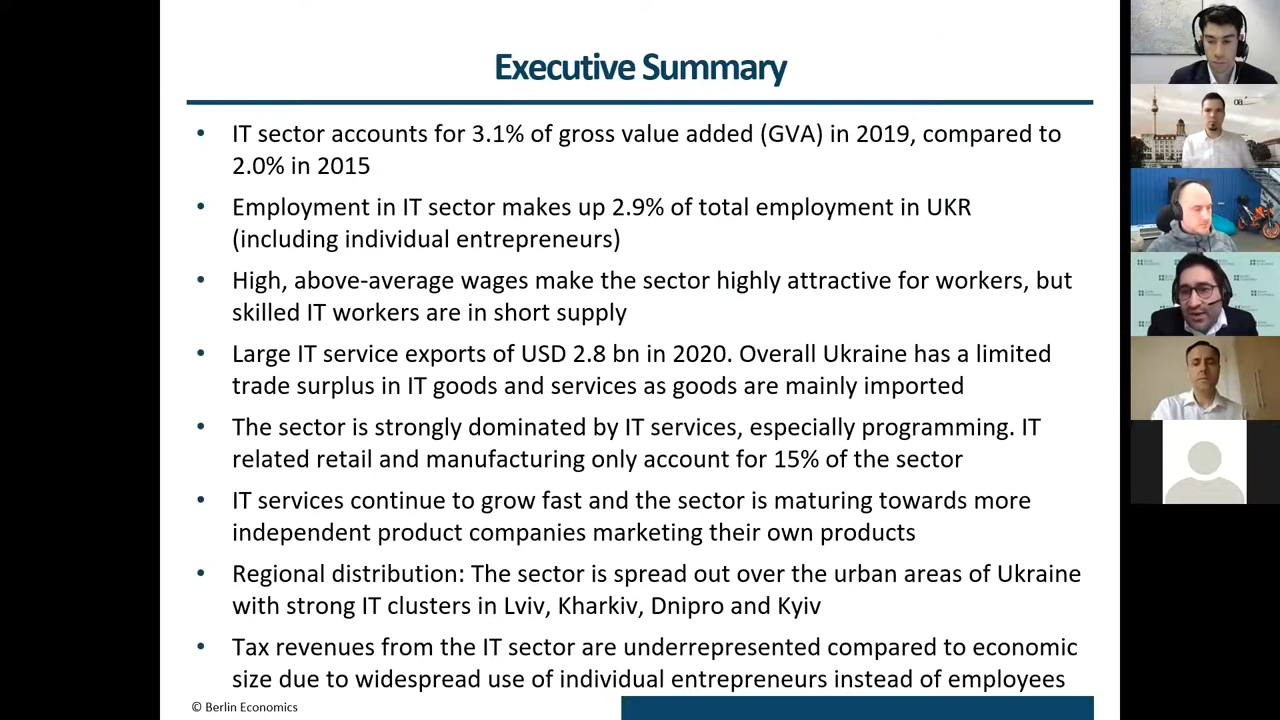 Executive Summary
• IT sector accounts for 3.1% of gross value added (GVA) in 2019, compared to
2.0% in 2015
• Employment in IT sector makes up 2.9% of total employment in UKR
(including individual entrepreneurs)
• High, above-average wages make the sector highly attractive for workers, but
skilled IT workers are in short supply
• Large IT service exports of USD 2.8 bn in 2020. Overall Ukraine has a limited
trade surplus in IT goods and services as goods are mainly imported
• The sector is strongly dominated by IT services, especially programming. IT
related retail and manufacturing only account for 15% of the sector
• IT services continue to grow fast and the sector is maturing towards more
independent product companies marketing their own products
• Regional distribution: The sector is spread out over the urban areas of Ukraine
with strong IT clusters in Lviv, Kharkiv, Dnipro and Kyiv
• Tax revenues from the IT sector are underrepresented compared to economic
size due to widespread use of individual entrepreneurs instead of employees
© Berlin Economics